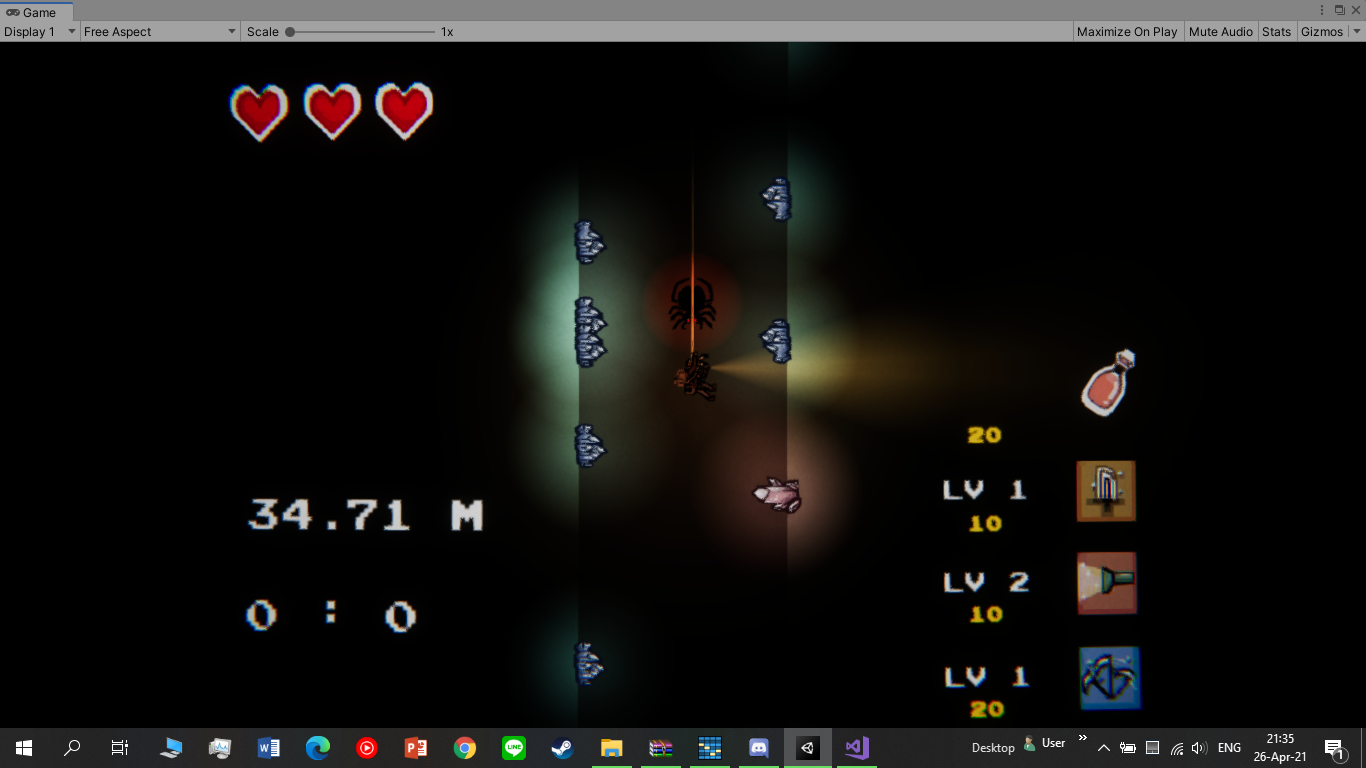 Game
Display 1 Free Aspect Scale 1x Maximize On Play Mute Audio Stats Gizmos
20
LV 1
10
34.71 M
LV 2
10
0 : 0
LV 1
20
Desktop User ENG 21:35
26-Apr-21
1